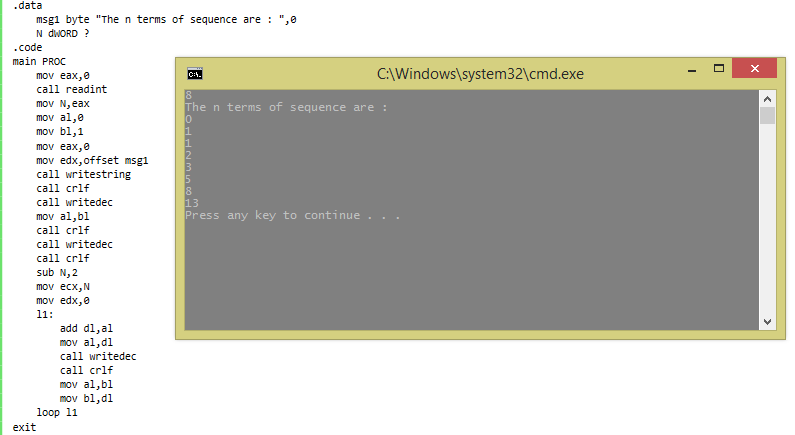 .data
msg1 byte "The n terms of sequence are : ",0
N dWORD ?
.code
main PROC
mov eax,0
call readint
mov N,eax
mov al,0
mov bl,1
mov eax,0
mov edx,offset msg1
call writestring
call crlf
call writedec
mov al,bl
call crlf
call writedec
call crlf
sub N,2
mov ecx,N
mov edx,0
l1:
add dl,al
mov al,dl
call writedec
call crlf
mov al,bl
mov bl,dl
loop l1
exit
C:\Windows\system32\cmd.exe
8
The n terms of sequence are :
0
1
1
2
3
5
8
13
Press any key to continue . . .